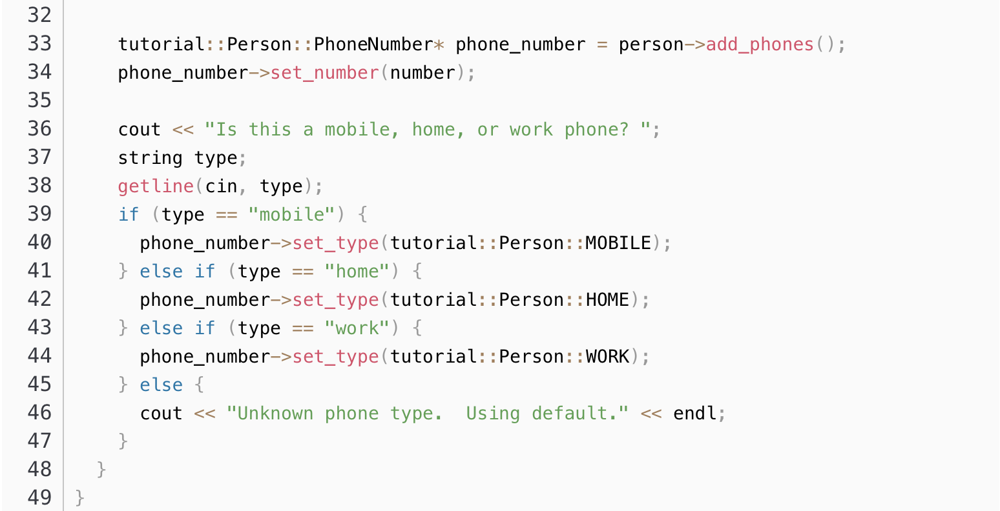 32
33 tutorial::Person::PhoneNumber* phone_number = person->add_phones();
34 phone_number->set_number(number);
35
36 cout << "Is this a mobile, home, or work phone? ";
37 string type;
38 getline(cin, type);
39 if (type == "mobile") {
40 phone_number->set_type(tutorial::Person::MOBILE);
41 } else if (type == "home") {
42 phone_number->set_type(tutorial::Person::HOME);
43 } else if (type == "work") {
44 phone_number->set_type(tutorial::Person::WORK);
45 } else {
46 cout << "Unknown phone type.  Using default." << endl;
47 }
48 }
49 }